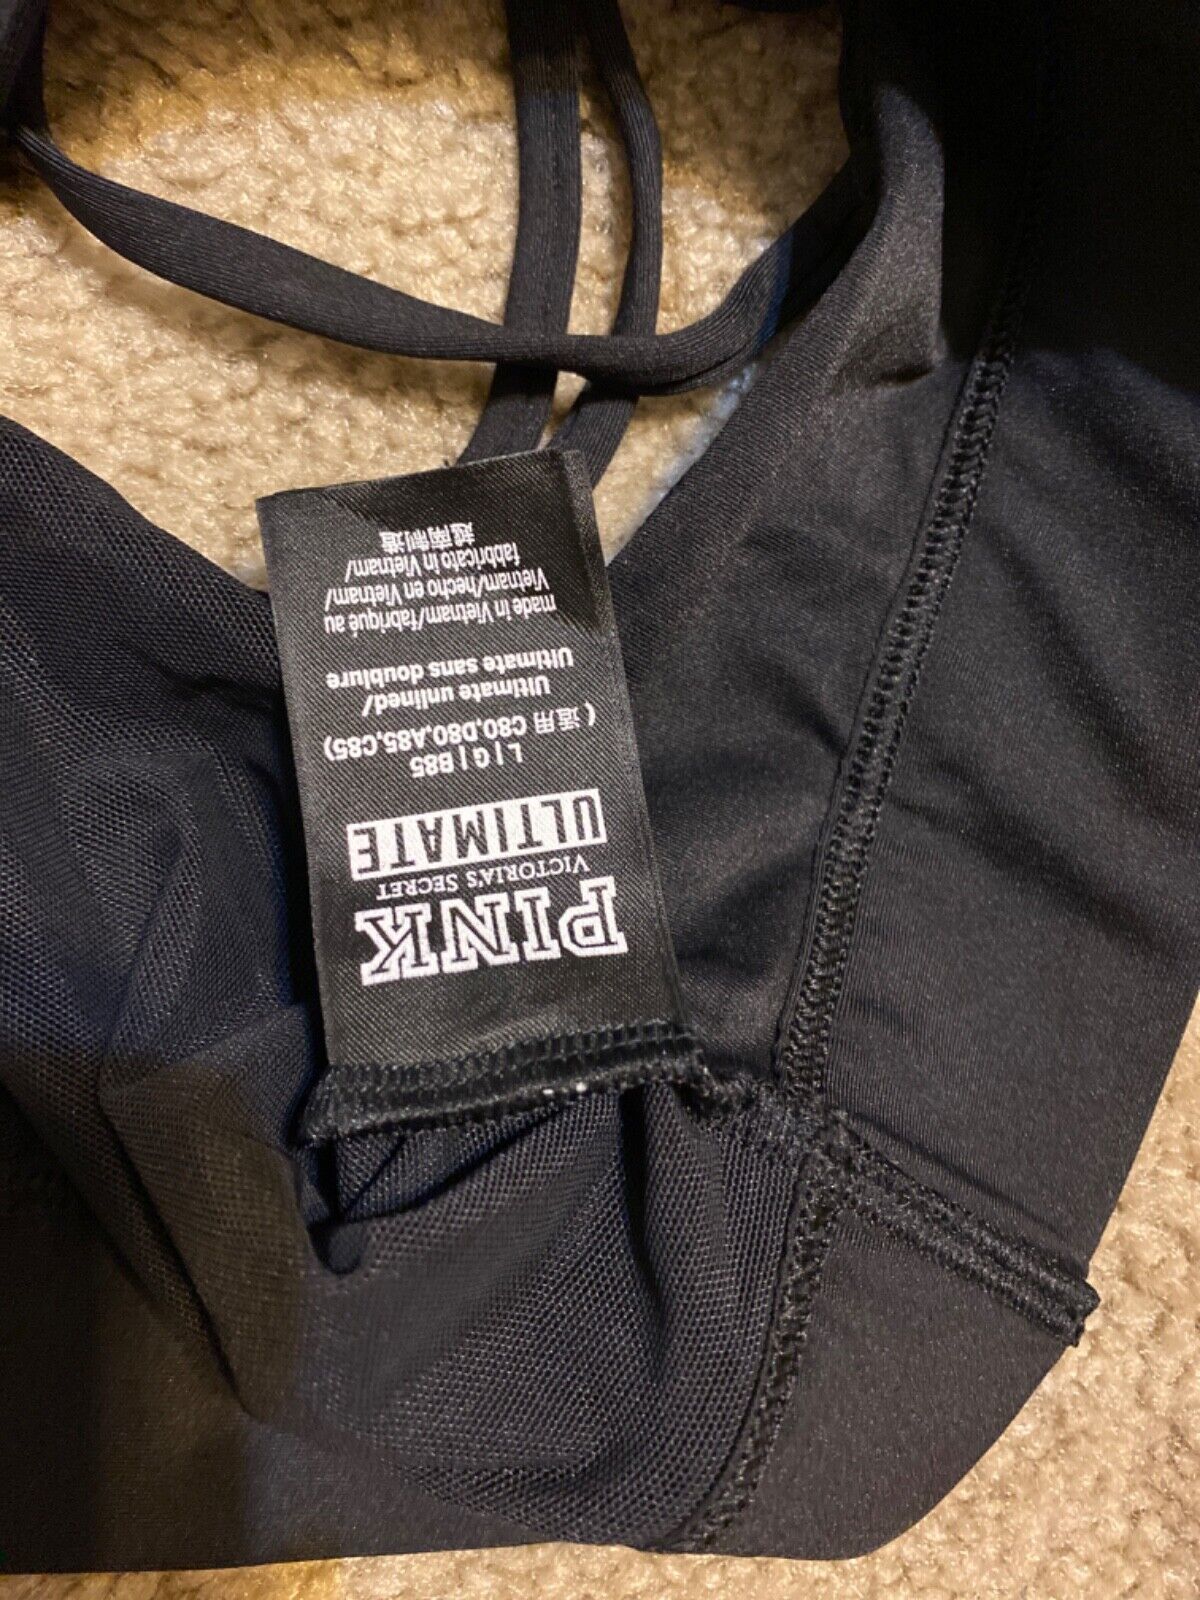 PINK
VICTORIA'S SECRET
ULTIMATE
L|G|B85
(适用 C80,D80,A85,C85)
Ultimate unlined/
Ultimate sans doublure
made in Vietnam/fabriqué au
Vietnam/hecho en Vietnam/
fabbricato in Vietnam/
越南制造